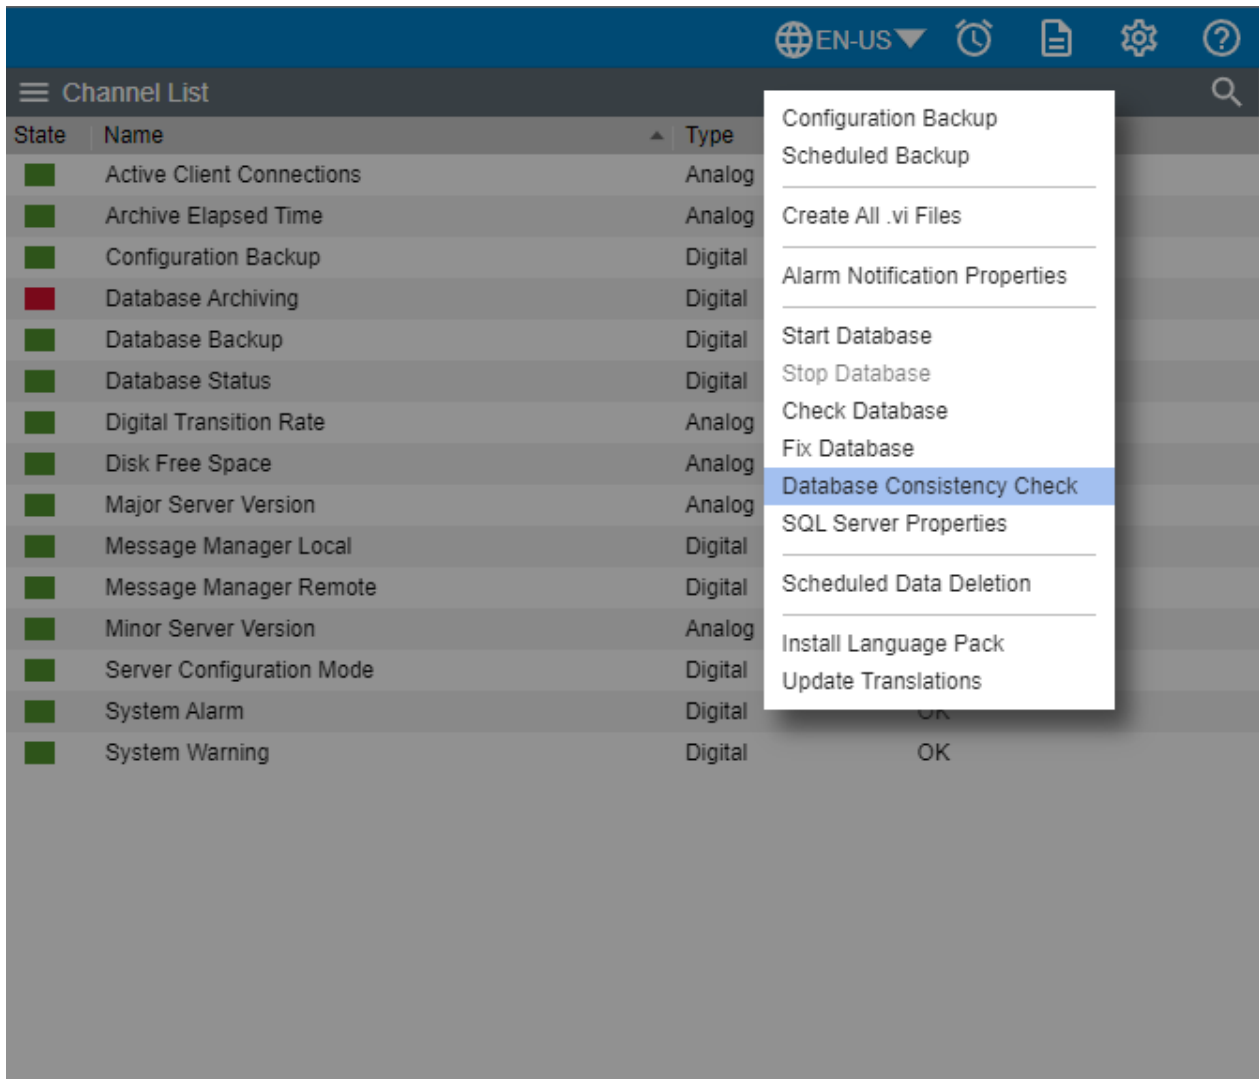 EN-US
Channel List
State Name Type
Active Client Connections Analog
Archive Elapsed Time Analog
Configuration Backup Digital
Database Archiving Digital
Database Backup Digital
Database Status Digital
Digital Transition Rate Analog
Disk Free Space Analog
Major Server Version Analog
Message Manager Local Digital
Message Manager Remote Digital
Minor Server Version Analog
Server Configuration Mode Digital
System Alarm Digital OK
System Warning Digital OK
Configuration Backup
Scheduled Backup
Create All .vi Files
Alarm Notification Properties
Start Database
Stop Database
Check Database
Fix Database
Database Consistency Check
SQL Server Properties
Scheduled Data Deletion
Install Language Pack
Update Translations